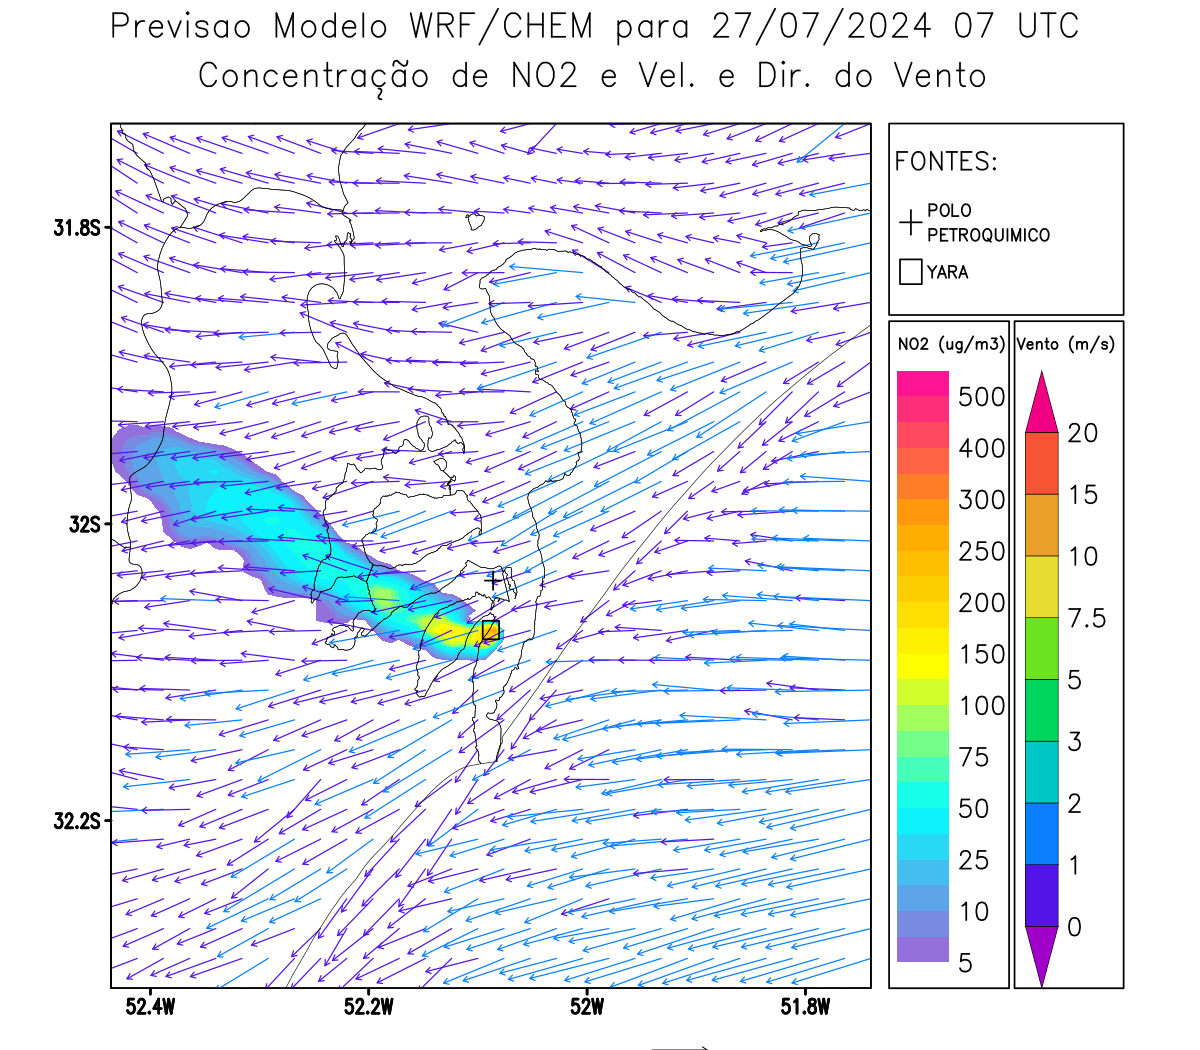 Previsao Modelo WRF/CHEM para 27/07/2024 07 UTC
Concentração de NO2 e Vel. e Dir. do Vento
FONTES:
POLO
PETROQUIMICO
YARA
31.8S
32S
32.2S
52.4W
52.2W
52W
51.8W
NO2 (ug/m3)
500
400
300
250
200
150
100
75
50
25
10
5
Vento (m/s)
20
15
10
7.5
5
3
2
1
0